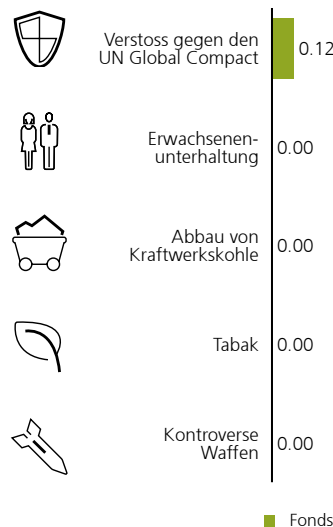 Verstoss gegen den
UN Global Compact
0.12
Erwachsenen-
unterhaltung
0.00
Abbau von
Kraftwerkskohle
0.00
Tabak
0.00
Kontroverse
Waffen
0.00
Fonds